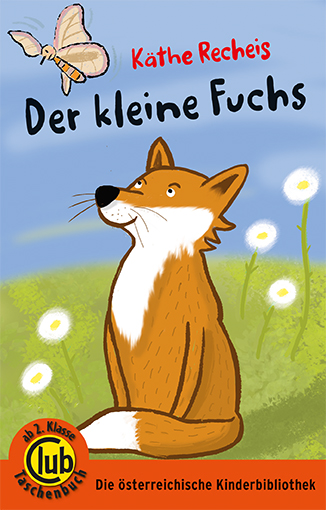 Käthe Recheis
Der kleine Fuchs
ab 2. Klasse
Club
Taschenbuch
Die österreichische Kinderbibliothek